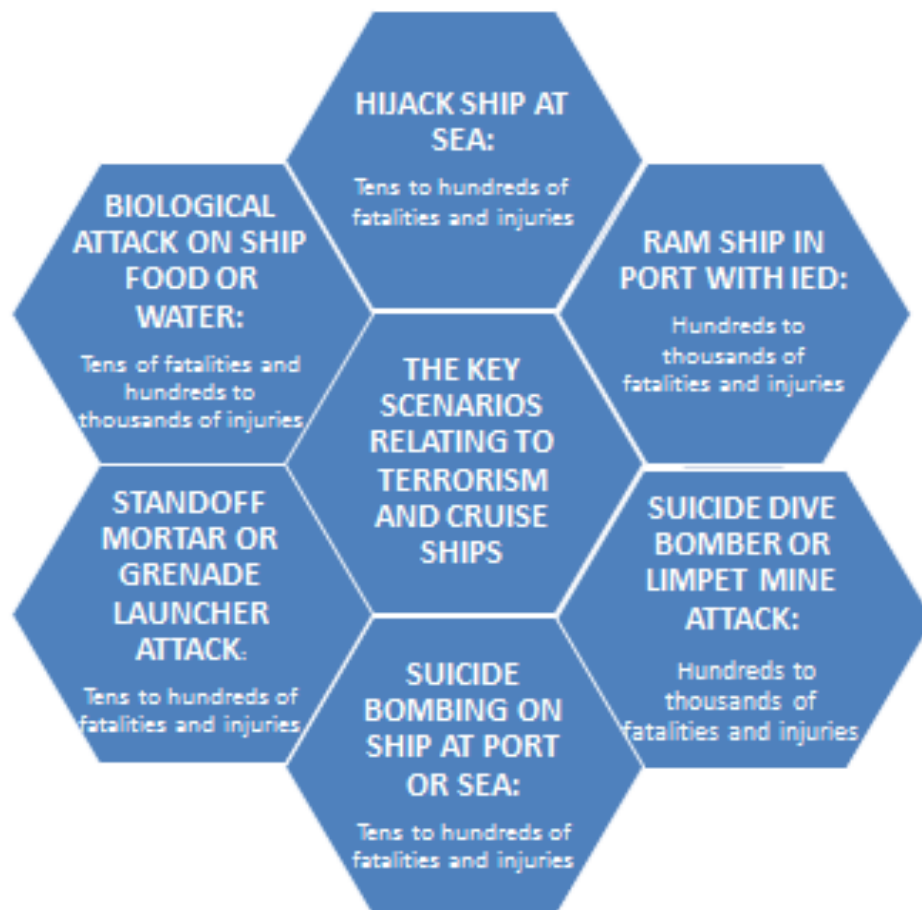 HIJACK SHIP AT
SEA:
Tens to hundreds of
fatalities and injuries
BIOLOGICAL
ATTACK ON SHIP
FOOD OR
WATER:
Tens of fatalities and
hundreds to
thousands of injuries
RAM SHIP IN
PORT WITH IED:
Hundreds to
thousands of
fatalities and injuries
THE KEY
SCENARIOS
RELATING TO
TERRORISM
AND CRUISE
SHIPS
STANDOFF
MORTAR OR
GRENADE
LAUNCHER
ATTACK:
Tens to hundreds of
fatalities and injuries
SUICIDE DIVE
BOMBER OR
LIMPET MINE
ATTACK:
Hundreds to
thousands of
fatalities and injuries
SUICIDE
BOMBING ON
SHIP AT PORT
OR SEA:
Tens to hundreds of
fatalities and injuries